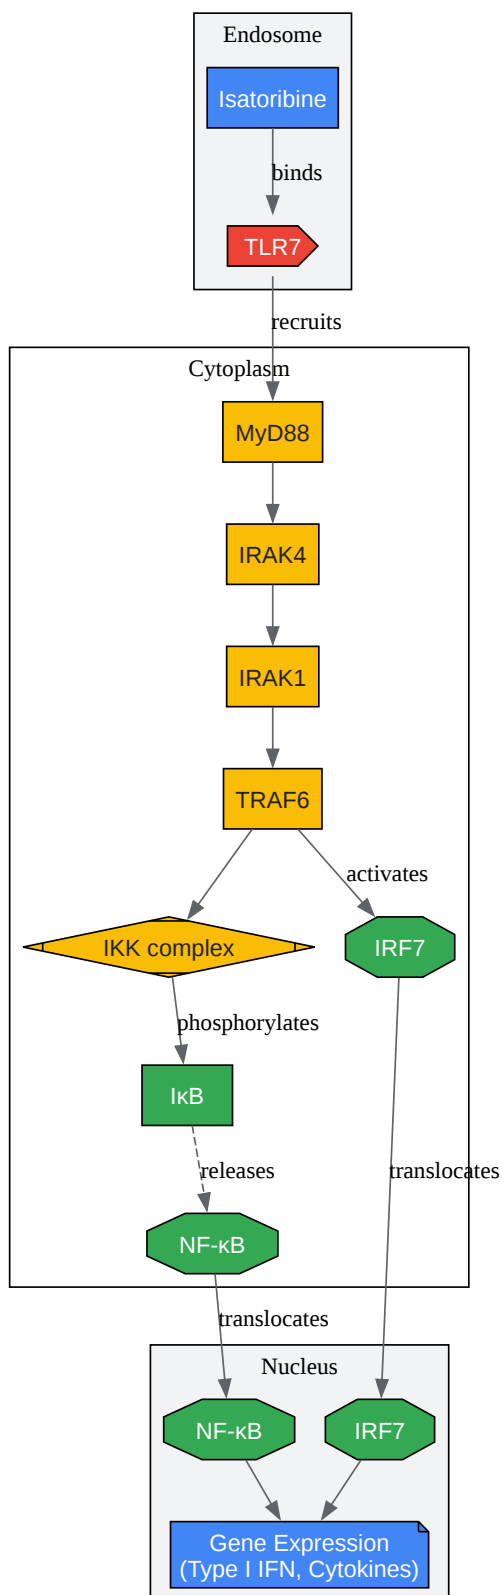 Endosome
Isatoribine
binds
TLR7
recruits
Cytoplasm
MyD88
IRAK4
IRAK1
TRAF6
activates
IKK complex
IRF7
phosphorylates
IκB
releases
translocates
NF-κB
translocates
Nucleus
NF-κB
IRF7
Gene Expression
(Type I IFN, Cytokines)